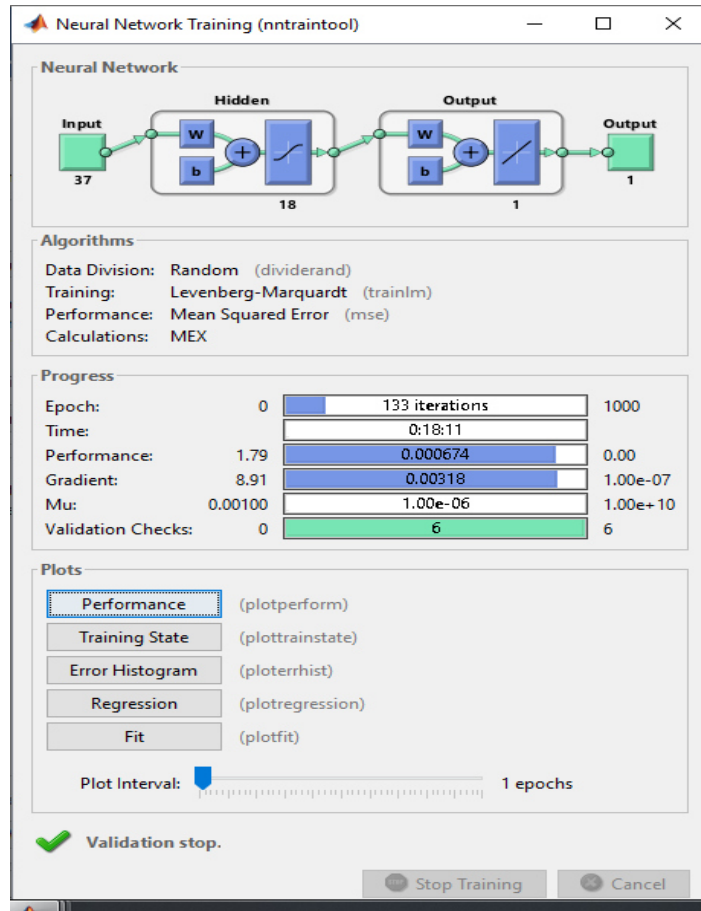 Neural Network Training (nntraintool)
Neural Network
Hidden Output
Input Output
W W
b b
37 1
18 1
Algorithms
Data Division: Random (dividerand)
Training: Levenberg-Marquardt (trainlm)
Performance: Mean Squared Error (mse)
Calculations: MEX
Progress
Epoch: 0 133 iterations 1000
Time: 0:18:11
Performance: 1.79 0.000674 0.00
Gradient: 8.91 0.00318 1.00e-07
Mu: 0.00100 1.00e-06 1.00e+10
Validation Checks: 0 6 6
Plots
Performance (plotperform)
Training State (plottrainstate)
Error Histogram (ploterrhist)
Regression (plotregression)
Fit (plotfit)
Plot Interval: 1 epochs
Validation stop.
Stop Training Cancel